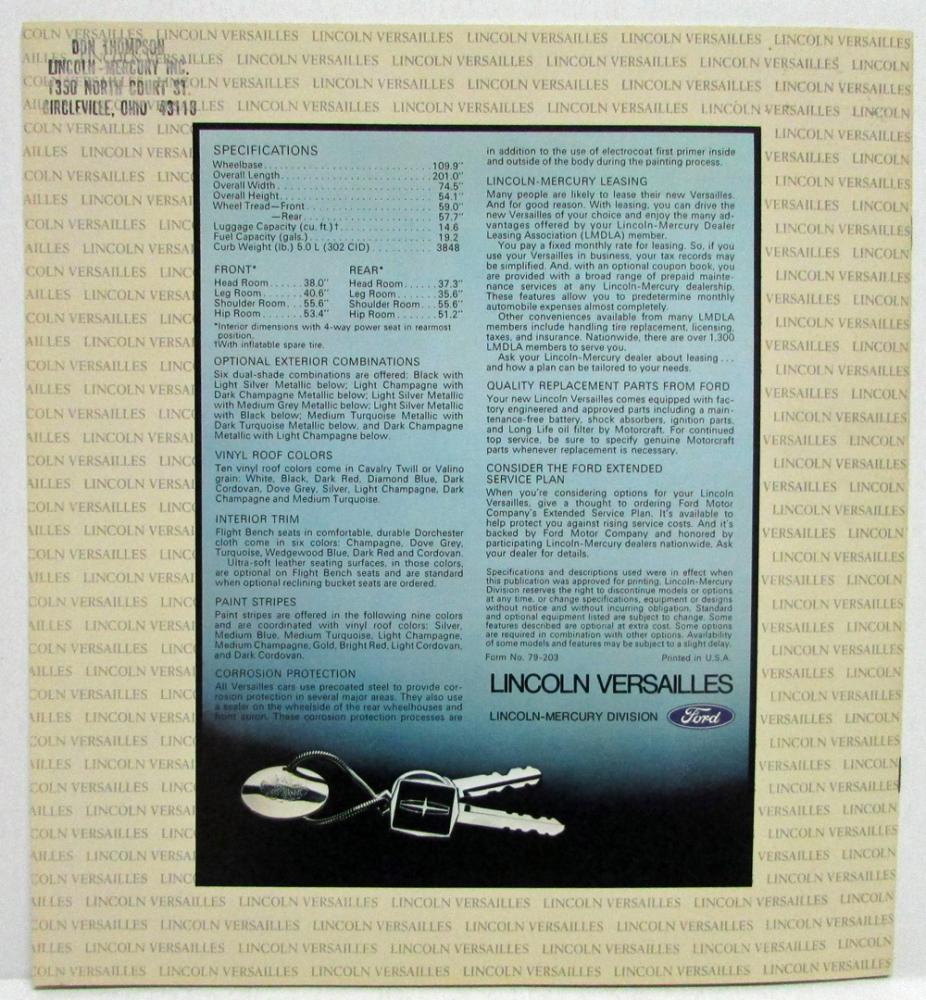 COLN VERSAILLES LINCOLN VERSAILLES LINCOLN VERSAILLES LINCOLN VERSAILLES LINCOLN VERSAILLES LINCOLN VERSAILLES
DON THOMPSON
LINCOLN-MERCURY INC.
1350 NORTH COURT ST.
CIRCLEVILLE, OHIO 43113
SPECIFICATIONS
Wheelbase 109.9"
Overall Length 201.0"
Overall Width 74.5"
Overall Height 54.1"
Wheel Tread—Front 59.0"
—Rear 57.7"
Luggage Capacity (cu. ft.)† 14.6
Fuel Capacity (gals.) 19.2
Curb Weight (lb.) 5.0 L (302 CID) 3848
FRONT* REAR*
Head Room 38.0" Head Room 37.3"
Leg Room 40.6" Leg Room 35.6"
Shoulder Room 55.6" Shoulder Room 55.6"
Hip Room 53.4" Hip Room 51.2"
*Interior dimensions with 4-way power seat in rearmost
position.
†With inflatable spare tire.
OPTIONAL EXTERIOR COMBINATIONS
Six dual-shade combinations are offered: Black with
Light Silver Metallic below; Light Champagne with
Dark Champagne Metallic below; Light Silver Metallic
with Medium Grey Metallic below; Light Silver Metallic
with Black below; Medium Turquoise Metallic with
Dark Turquoise Metallic below, and Dark Champagne
Metallic with Light Champagne below.
VINYL ROOF COLORS
Ten vinyl roof colors come in Cavalry Twill or Valino
grain: White, Black, Dark Red, Diamond Blue, Dark
Cordovan, Dove Grey, Silver, Light Champagne, Dark
Champagne and Medium Turquoise.
INTERIOR TRIM
Flight Bench seats in comfortable, durable Dorchester
cloth come in six colors: Champagne, Dove Grey,
Turquoise, Wedgewood Blue, Dark Red and Cordovan.
Ultra-soft leather seating surfaces, in those colors,
are optional on Flight Bench seats and are standard
when optional reclining bucket seats are ordered.
PAINT STRIPES
Paint stripes are offered in the following nine colors
and are coordinated with vinyl roof colors: Silver,
Medium Blue, Medium Turquoise, Light Champagne,
Medium Champagne, Gold, Bright Red, Light Cordovan,
and Dark Cordovan.
CORROSION PROTECTION
All Versailles cars use precoated steel to provide cor-
rosion protection in several major areas. They also use
a sealer on the wheelside of the rear wheelhouses and
front apron. These corrosion protection processes are
in addition to the use of electrocoat first primer inside
and outside of the body during the painting process.
LINCOLN-MERCURY LEASING
Many people are likely to lease their new Versailles.
And for good reason. With leasing, you can drive the
new Versailles of your choice and enjoy the many ad-
vantages offered by your Lincoln-Mercury Dealer
Leasing Association (LMDLA) member.
You pay a fixed monthly rate for leasing. So, if you
use your Versailles in business, your tax records may
be simplified. And, with an optional coupon book, you
are provided with a broad range of prepaid mainte-
nance services at any Lincoln-Mercury dealership.
These features allow you to predetermine monthly
automobile expenses almost completely.
Other conveniences available from many LMDLA
members include handling tire replacement, licensing,
taxes, and insurance. Nationwide, there are over 1,300
LMDLA members to serve you.
Ask your Lincoln-Mercury dealer about leasing . . .
and how a plan can be tailored to your needs.
QUALITY REPLACEMENT PARTS FROM FORD
Your new Lincoln Versailles comes equipped with fac-
tory engineered and approved parts including a main-
tenance-free battery, shock absorbers, ignition parts,
and Long Life oil filter by Motorcraft. For continued
top service, be sure to specify genuine Motorcraft
parts whenever replacement is necessary.
CONSIDER THE FORD EXTENDED
SERVICE PLAN
When you're considering options for your Lincoln
Versailles, give a thought to ordering Ford Motor
Company's Extended Service Plan. It's available to
help protect you against rising service costs. And it's
backed by Ford Motor Company and honored by
participating Lincoln-Mercury dealers nationwide. Ask
your dealer for details.
Specifications and descriptions used were in effect when
this publication was approved for printing. Lincoln-Mercury
Division reserves the right to discontinue models or options
at any time, or change specifications, equipment or designs
without notice and without incurring obligation. Standard
and optional equipment listed are subject to change. Some
features described are optional at extra cost. Some options
are required in combination with other options. Availability
of some models and features may be subject to a slight delay.
Form No. 79-203 Printed in U.S.A.
LINCOLN VERSAILLES
LINCOLN-MERCURY DIVISION Ford